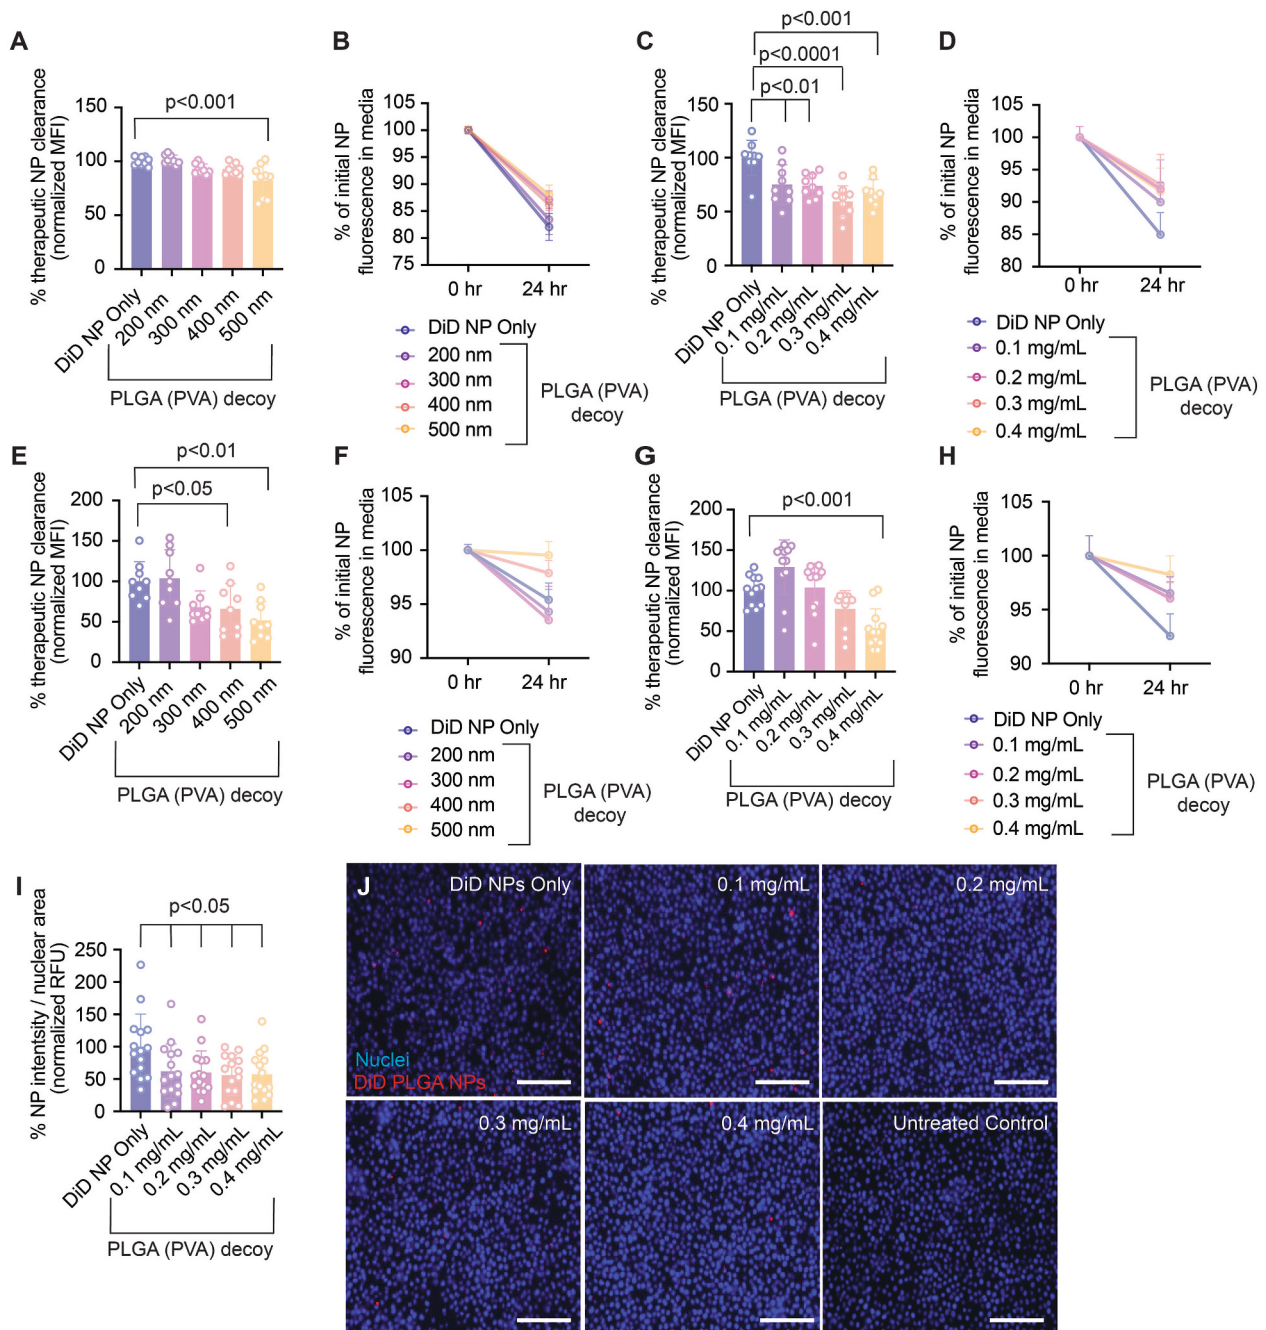 A
% therapeutic NP clearance
(normalized MFI)
p<0.001
150
100
50
0
DiD NP Only
200 nm
300 nm
400 nm
500 nm
PLGA (PVA) decoy
B
% of initial NP
fluorescence in media
105
100
95
90
85
80
75
0 hr
24 hr
DiD NP Only
200 nm
300 nm
400 nm
500 nm
PLGA (PVA)
decoy
C
% therapeutic NP clearance
(normalized MFI)
p<0.001
p<0.0001
p<0.01
150
100
50
0
DiD NP Only
0.1 mg/mL
0.2 mg/mL
0.3 mg/mL
0.4 mg/mL
PLGA (PVA) decoy
D
% of initial NP
fluorescence in media
105
100
95
90
85
80
0 hr
24 hr
DiD NP Only
0.1 mg/mL
0.2 mg/mL
0.3 mg/mL
0.4 mg/mL
PLGA (PVA)
decoy
E
% therapeutic NP clearance
(normalized MFI)
p<0.01
p<0.05
200
150
100
50
0
DiD NP Only
200 nm
300 nm
400 nm
500 nm
PLGA (PVA) decoy
F
% of initial NP
fluorescence in media
105
100
95
90
0 hr
24 hr
DiD NP Only
200 nm
300 nm
400 nm
500 nm
PLGA (PVA)
decoy
G
% therapeutic NP clearance
(normalized MFI)
p<0.001
200
150
100
50
0
DiD NP Only
0.1 mg/mL
0.2 mg/mL
0.3 mg/mL
0.4 mg/mL
PLGA (PVA) decoy
H
% of initial NP
fluorescence in media
105
100
95
90
0 hr
24 hr
DiD NP Only
0.1 mg/mL
0.2 mg/mL
0.3 mg/mL
0.4 mg/mL
PLGA (PVA)
decoy
I
% NP intentsity / nuclear area
(normalized RFU)
p<0.05
250
200
150
100
50
0
DiD NP Only
0.1 mg/mL
0.2 mg/mL
0.3 mg/mL
0.4 mg/mL
PLGA (PVA) decoy
J
DiD NPs Only
0.1 mg/mL
0.2 mg/mL
Nuclei
DiD PLGA NPs
0.3 mg/mL
0.4 mg/mL
Untreated Control